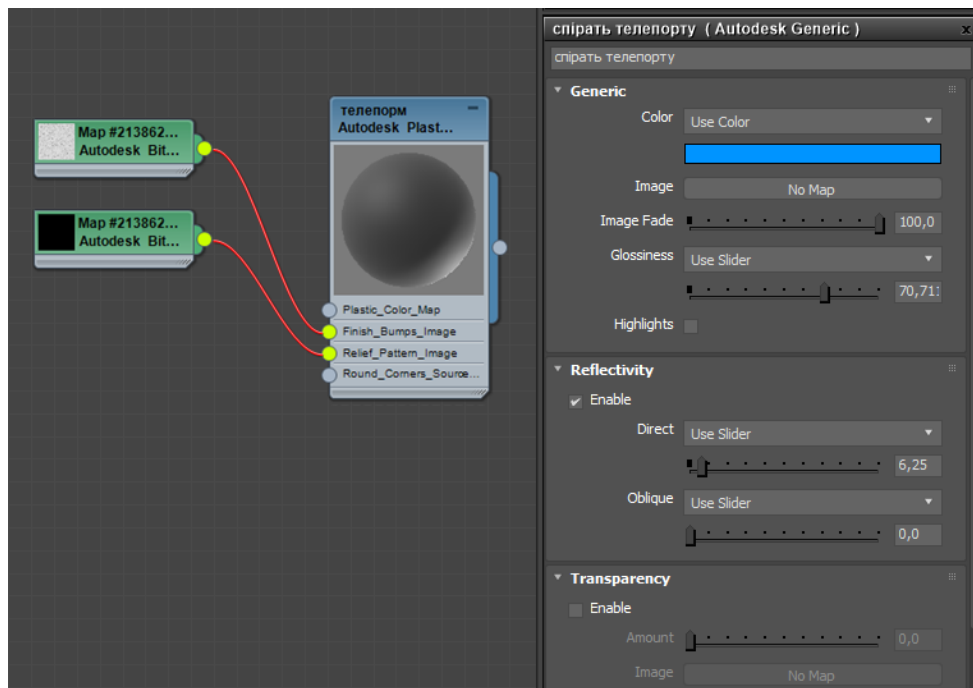 Map #213862...
Autodesk Bit...
Map #213862...
Autodesk Bit...
телепорм
Autodesk Plast...
Plastic_Color_Map
Finish_Bumps_Image
Relief_Pattern_Image
Round_Corners_Source...
спірать телепорту ( Autodesk Generic )
x
спірать телепорту
Generic
Color Use Color
Image No Map
Image Fade 100,0
Glossiness Use Slider
70,71:
Highlights
Reflectivity
Enable
Direct Use Slider
6,25
Oblique Use Slider
0,0
Transparency
Enable
Amount 0,0
Image No Map